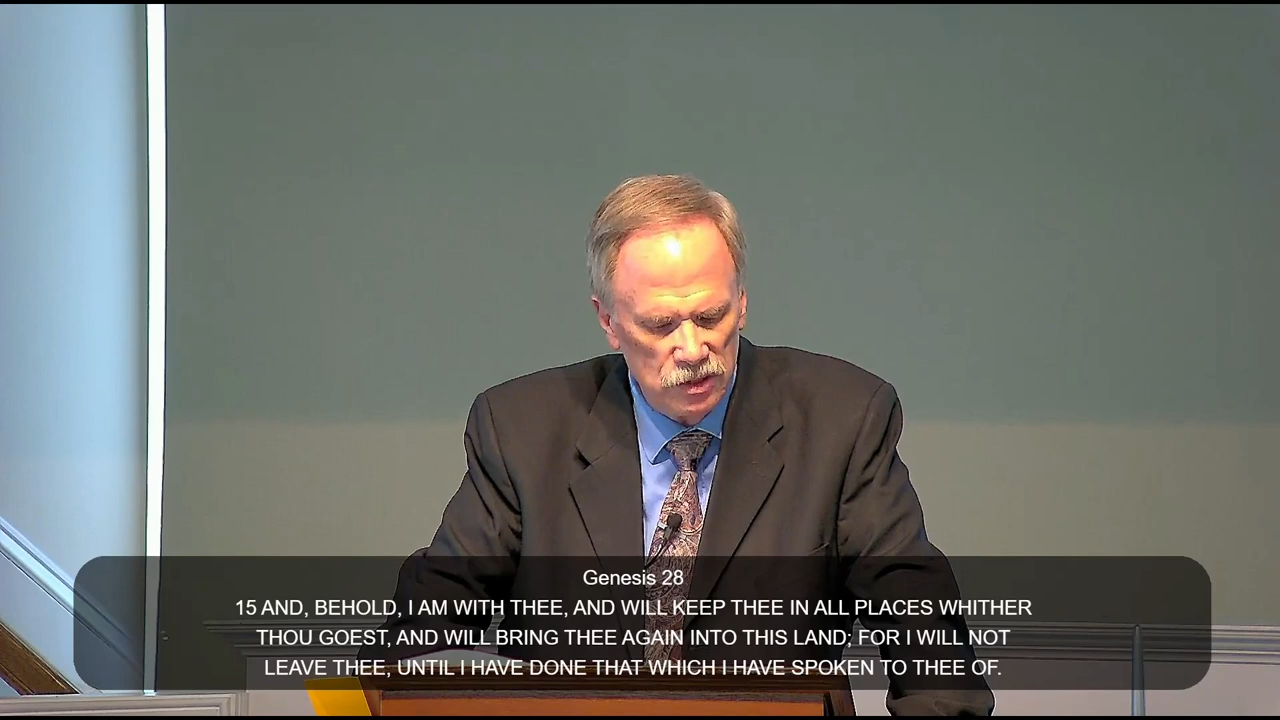 Genesis 28
15 AND, BEHOLD, I AM WITH THEE, AND WILL KEEP THEE IN ALL PLACES WHITHER
THOU GOEST, AND WILL BRING THEE AGAIN INTO THIS LAND; FOR I WILL NOT
LEAVE THEE, UNTIL I HAVE DONE THAT WHICH I HAVE SPOKEN TO THEE OF.